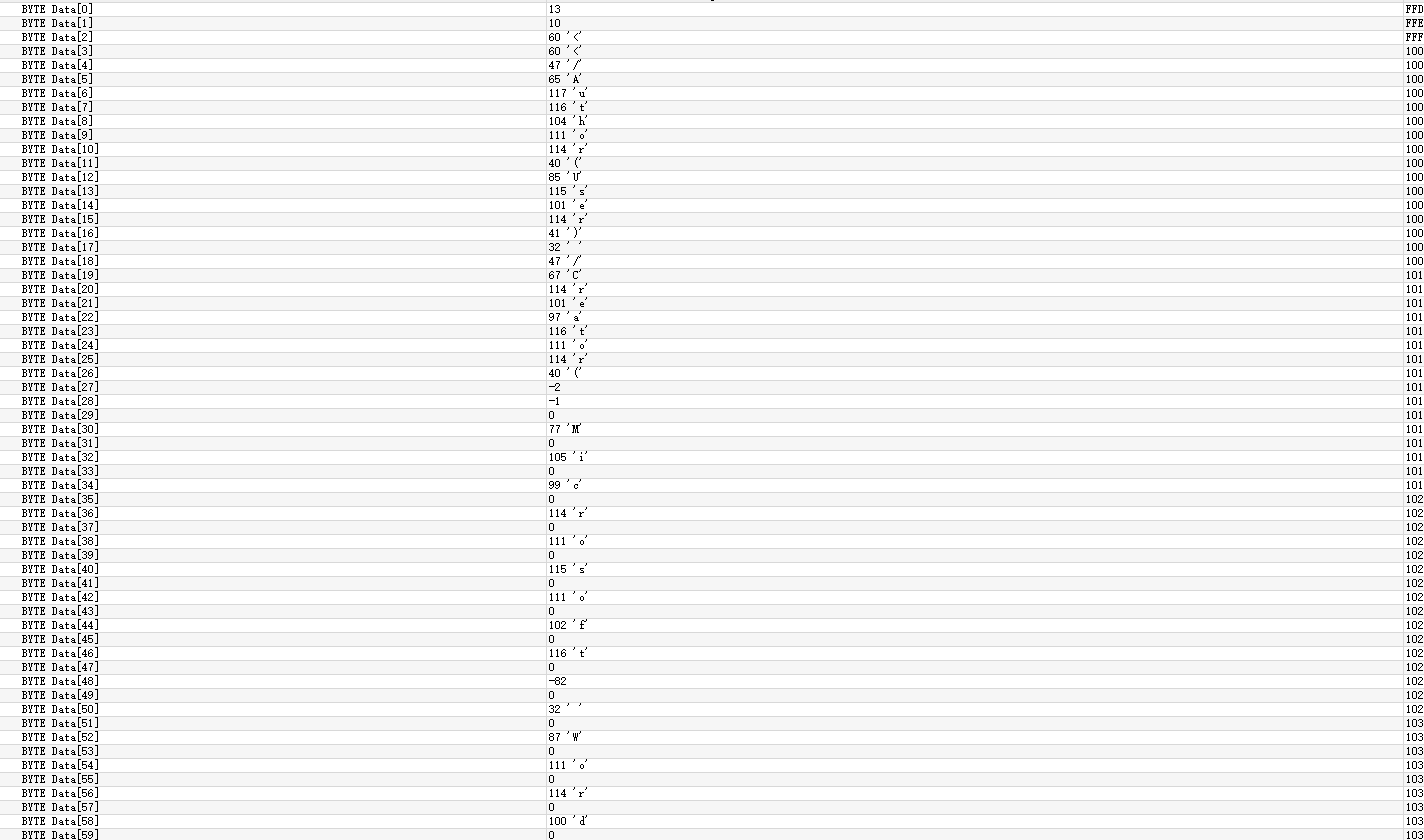 BYTE Data[0] 13 FFD
BYTE Data[1] 10 FFE
BYTE Data[2] 60 '<' FFF
BYTE Data[3] 60 '<' 100
BYTE Data[4] 47 '/' 100
BYTE Data[5] 65 'A' 100
BYTE Data[6] 117 'u' 100
BYTE Data[7] 116 't' 100
BYTE Data[8] 104 'h' 100
BYTE Data[9] 111 'o' 100
BYTE Data[10] 114 'r' 100
BYTE Data[11] 40 '(' 100
BYTE Data[12] 85 'U' 100
BYTE Data[13] 115 's' 100
BYTE Data[14] 101 'e' 100
BYTE Data[15] 114 'r' 100
BYTE Data[16] 41 ')' 100
BYTE Data[17] 32 ' ' 100
BYTE Data[18] 47 '/' 100
BYTE Data[19] 67 'C' 101
BYTE Data[20] 114 'r' 101
BYTE Data[21] 101 'e' 101
BYTE Data[22] 97 'a' 101
BYTE Data[23] 116 't' 101
BYTE Data[24] 111 'o' 101
BYTE Data[25] 114 'r' 101
BYTE Data[26] 40 '(' 101
BYTE Data[27] -2 101
BYTE Data[28] -1 101
BYTE Data[29] 0 101
BYTE Data[30] 77 'M' 101
BYTE Data[31] 0 101
BYTE Data[32] 105 'i' 101
BYTE Data[33] 0 101
BYTE Data[34] 99 'c' 101
BYTE Data[35] 0 102
BYTE Data[36] 114 'r' 102
BYTE Data[37] 0 102
BYTE Data[38] 111 'o' 102
BYTE Data[39] 0 102
BYTE Data[40] 115 's' 102
BYTE Data[41] 0 102
BYTE Data[42] 111 'o' 102
BYTE Data[43] 0 102
BYTE Data[44] 102 'f' 102
BYTE Data[45] 0 102
BYTE Data[46] 116 't' 102
BYTE Data[47] 0 102
BYTE Data[48] -82 102
BYTE Data[49] 0 102
BYTE Data[50] 32 ' ' 102
BYTE Data[51] 0 103
BYTE Data[52] 87 'W' 103
BYTE Data[53] 0 103
BYTE Data[54] 111 'o' 103
BYTE Data[55] 0 103
BYTE Data[56] 114 'r' 103
BYTE Data[57] 0 103
BYTE Data[58] 100 'd' 103
BYTE Data[59] 0 103